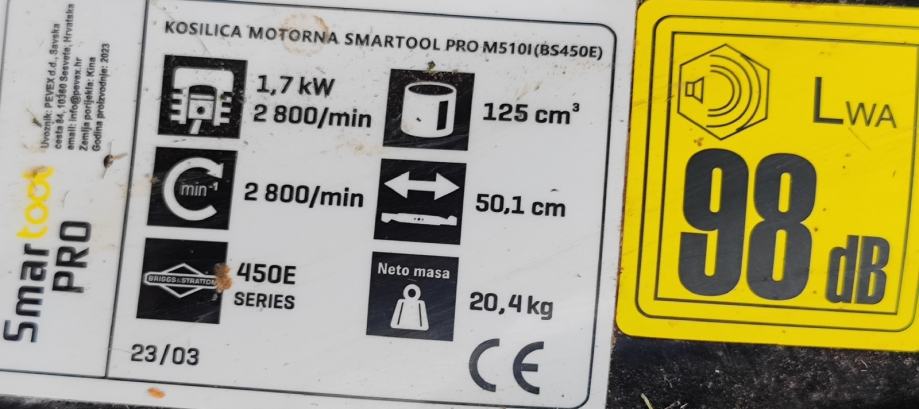 KOSILICA MOTORNA SMARTOOL PRO M510I(BS450E)
1,7 kW
2 800/min
125 cm³
min⁻¹
2 800/min
50,1 cm
BRIGGS&STRATTON
450E
SERIES
Neto masa
20,4 kg
23/03
CE
Smartool
PRO
Uvoznik: PEVEX d.d., Savska
cesta 84, 10360 Sesvete, Hrvatska
email: info@pevex.hr
Zemlja porijekla: Kina
Godina proizvodnje: 2023
LWA
98 dB